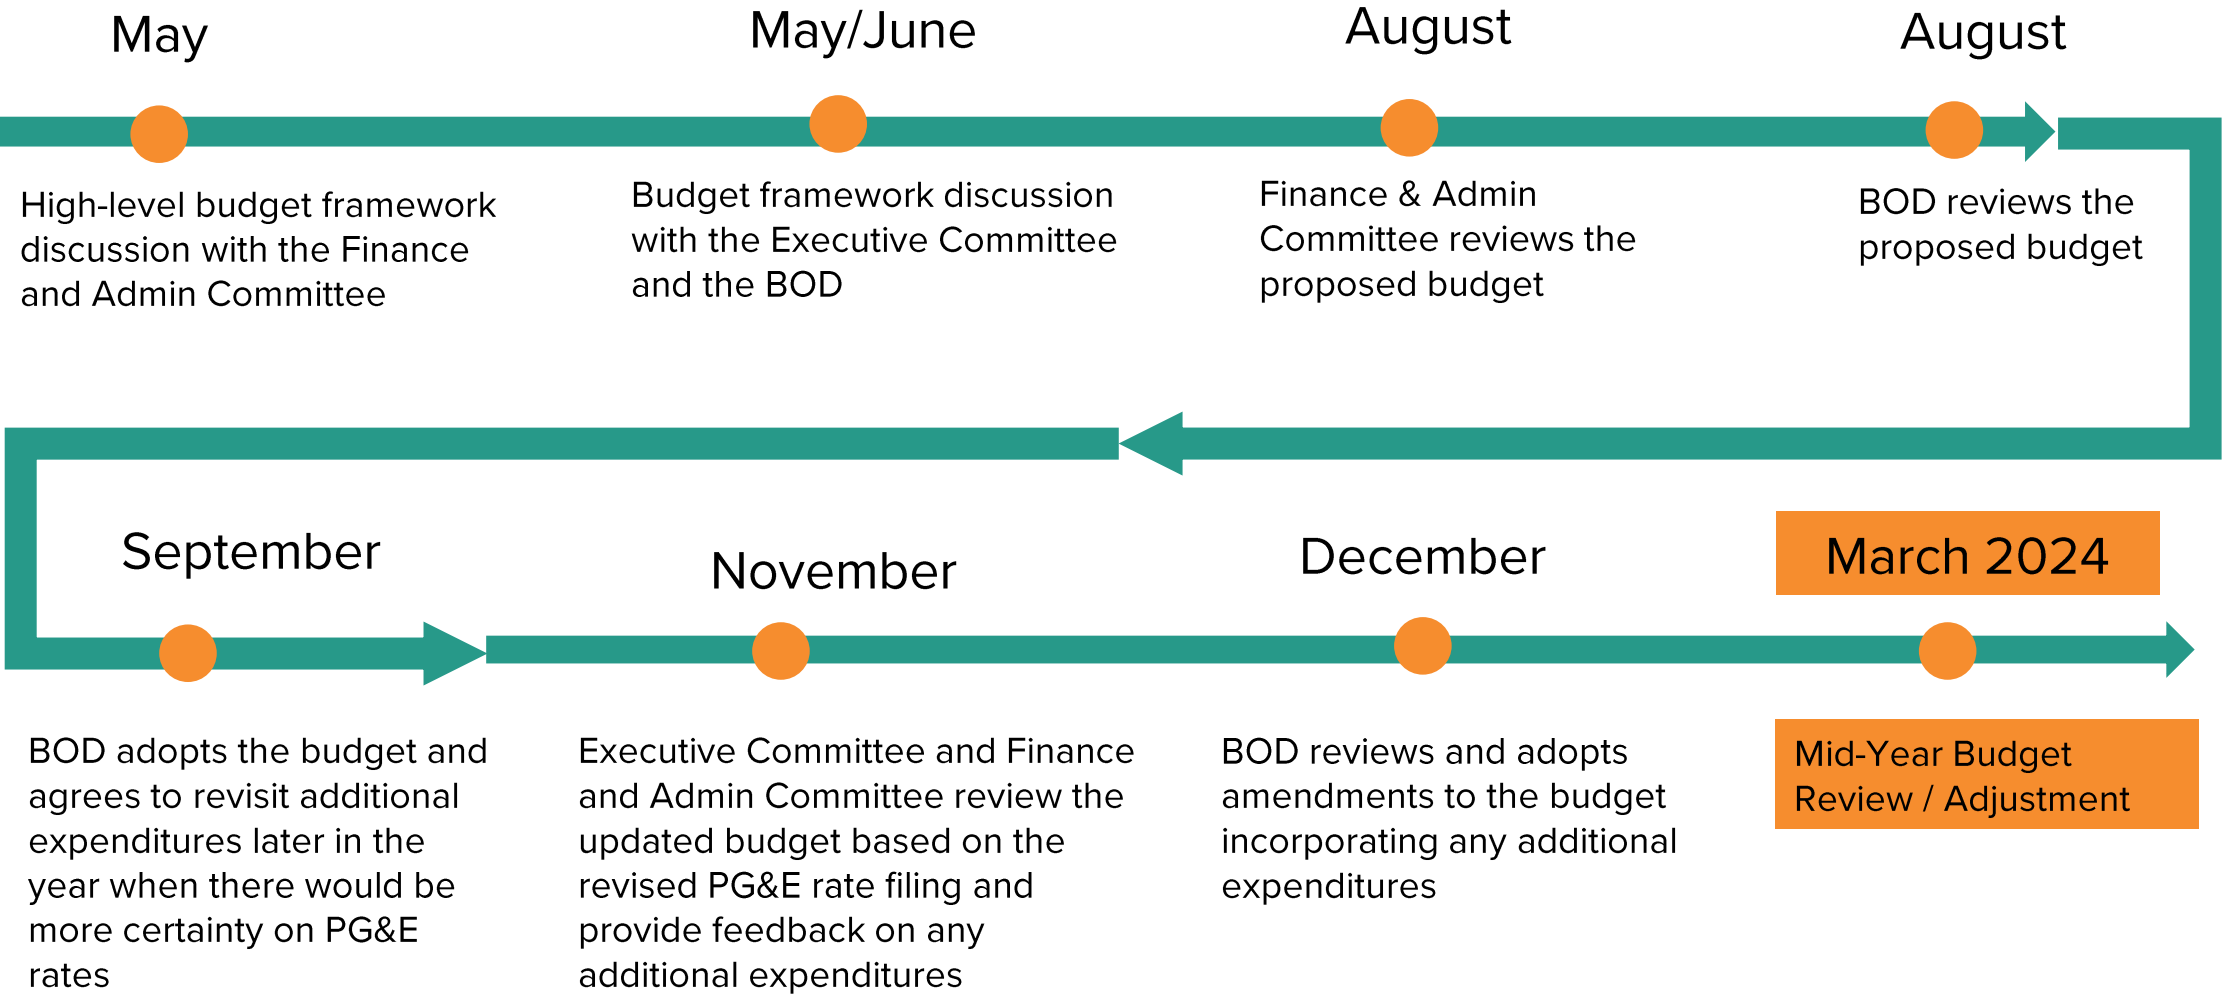 May
High-level budget framework
discussion with the Finance
and Admin Committee
May/June
Budget framework discussion
with the Executive Committee
and the BOD
August
Finance & Admin
Committee reviews the
proposed budget
August
BOD reviews the
proposed budget
September
BOD adopts the budget and
agrees to revisit additional
expenditures later in the
year when there would be
more certainty on PG&E
rates
November
Executive Committee and Finance
and Admin Committee review the
updated budget based on the
revised PG&E rate filing and
provide feedback on any
additional expenditures
December
BOD reviews and adopts
amendments to the budget
incorporating any additional
expenditures
March 2024
Mid-Year Budget
Review / Adjustment